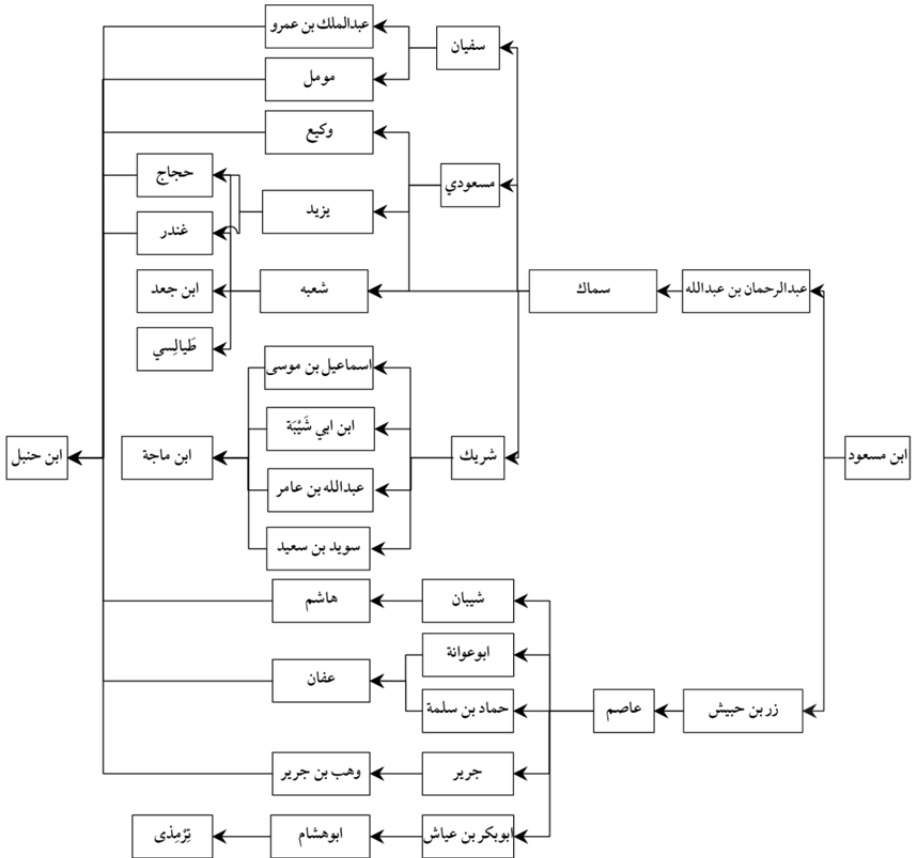 عبدالملك بن عمرو
سفيان
مومل
وكيع
حجاج
مسعودي
يزيد
غندر
عبدالرحمان بن عبدالله
سماك
شعبه
ابن جعد
طَيالِسي
اسماعيل بن موسى
ابن ابي شَيْبَة
ابن مسعود
شريك
ابن ماجة
ابن حنبل
عبدالله بن عامر
سويد بن سعيد
شيبان
هاشم
ابوعوانة
عفان
زر بن حبيش
عاصم
حماد بن سلمة
جرير
وهب بن جرير
ابوبكر بن عياش
ابوهشام
تِرْمِذی